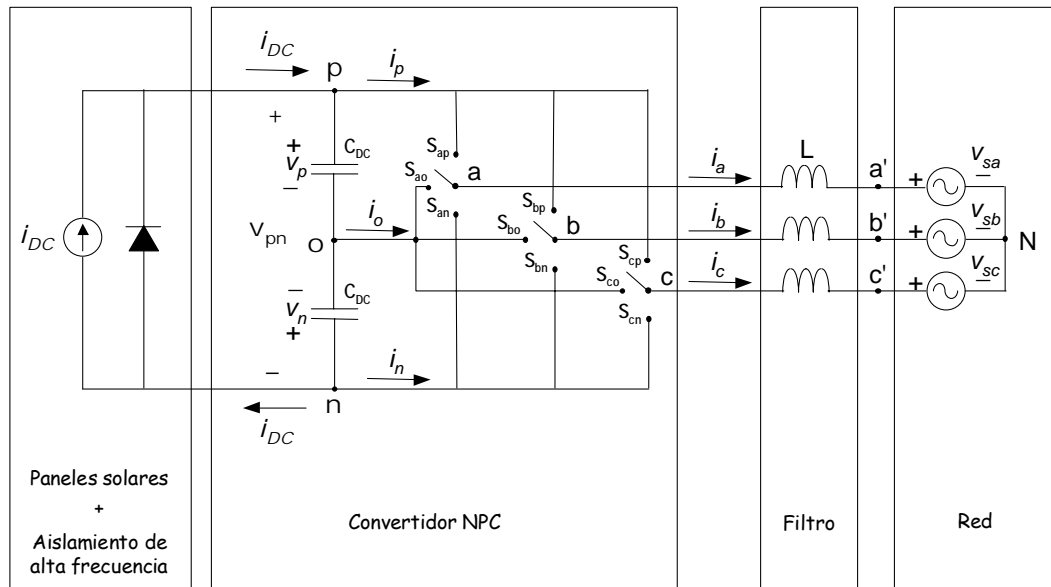 i_DC
p
i_p
+
+
v_p
–
C_DC
S_ap
S_ao
a
S_an
i_DC
v_pn
o
i_o
S_bp
S_bo
b
S_bn
S_cp
S_co
c
S_cn
–
v_n
+
C_DC
–
n
i_n
i_DC
i_a
i_b
i_c
L
a'
b'
c'
+
v_sa
–
+
v_sb
–
+
v_sc
–
N
Paneles solares
+
Aislamiento de
alta frecuencia
Convertidor NPC
Filtro
Red